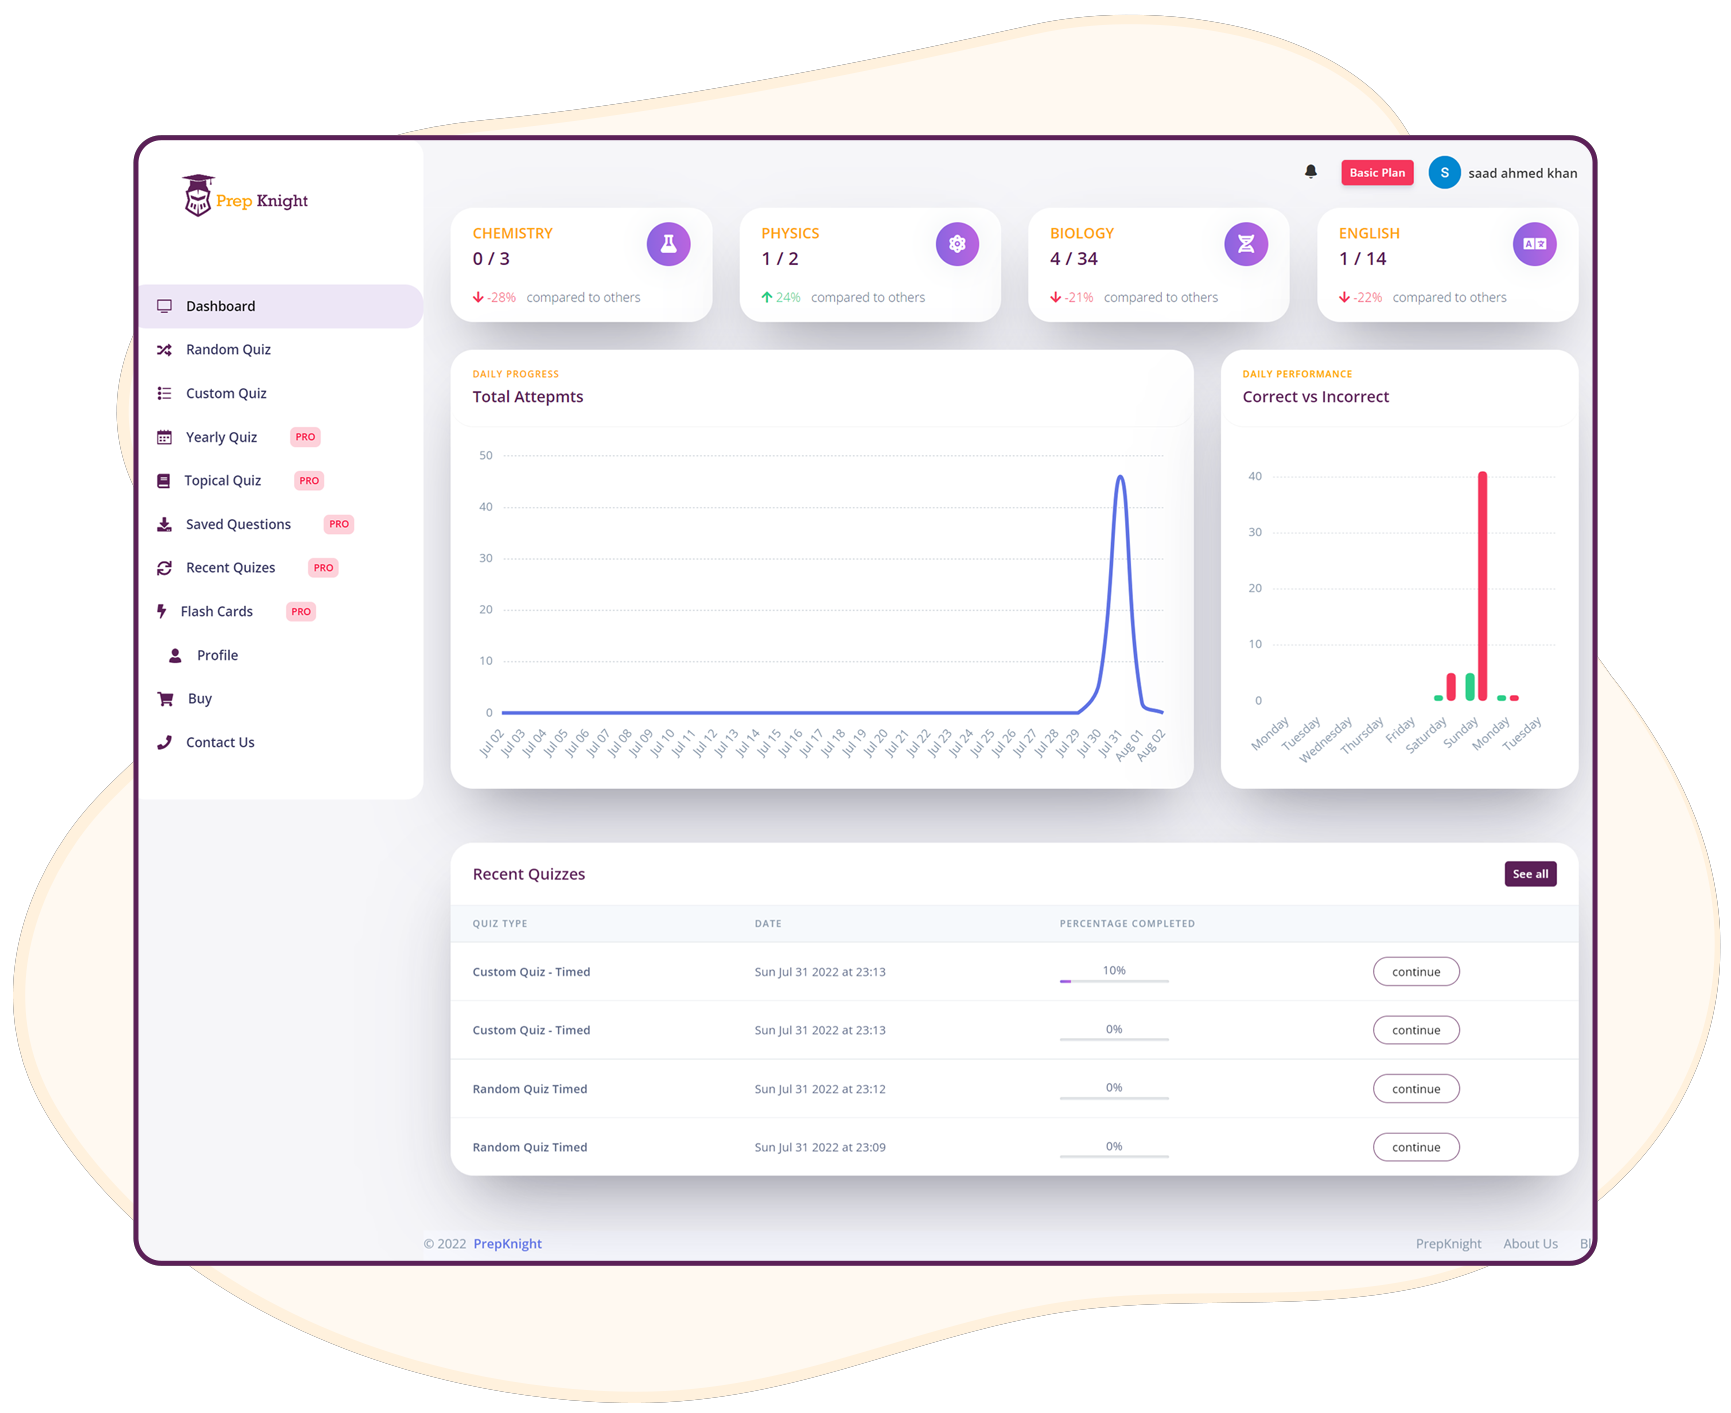 Prep Knight
Basic Plan
S
saad ahmed khan
Dashboard
Random Quiz
Custom Quiz
Yearly Quiz PRO
Topical Quiz PRO
Saved Questions PRO
Recent Quizes PRO
Flash Cards PRO
Profile
Buy
Contact Us
CHEMISTRY
0 / 3
-28% compared to others
PHYSICS
1 / 2
24% compared to others
BIOLOGY
4 / 34
-21% compared to others
ENGLISH
1 / 14
-22% compared to others
DAILY PROGRESS
Total Attepmts
50
40
30
20
10
0
Jul 02
Jul 03
Jul 04
Jul 05
Jul 06
Jul 07
Jul 08
Jul 09
Jul 10
Jul 11
Jul 12
Jul 13
Jul 14
Jul 15
Jul 16
Jul 17
Jul 18
Jul 19
Jul 20
Jul 21
Jul 22
Jul 23
Jul 24
Jul 25
Jul 26
Jul 27
Jul 28
Jul 29
Jul 30
Jul 31
Aug 01
Aug 02
DAILY PERFORMANCE
Correct vs Incorrect
40
30
20
10
0
Monday
Tuesday
Wednesday
Thursday
Friday
Saturday
Sunday
Monday
Tuesday
Recent Quizzes
See all
QUIZ TYPE DATE PERCENTAGE COMPLETED
Custom Quiz - Timed Sun Jul 31 2022 at 23:13 10% continue
Custom Quiz - Timed Sun Jul 31 2022 at 23:13 0% continue
Random Quiz Timed Sun Jul 31 2022 at 23:12 0% continue
Random Quiz Timed Sun Jul 31 2022 at 23:09 0% continue
© 2022 PrepKnight
PrepKnight About Us